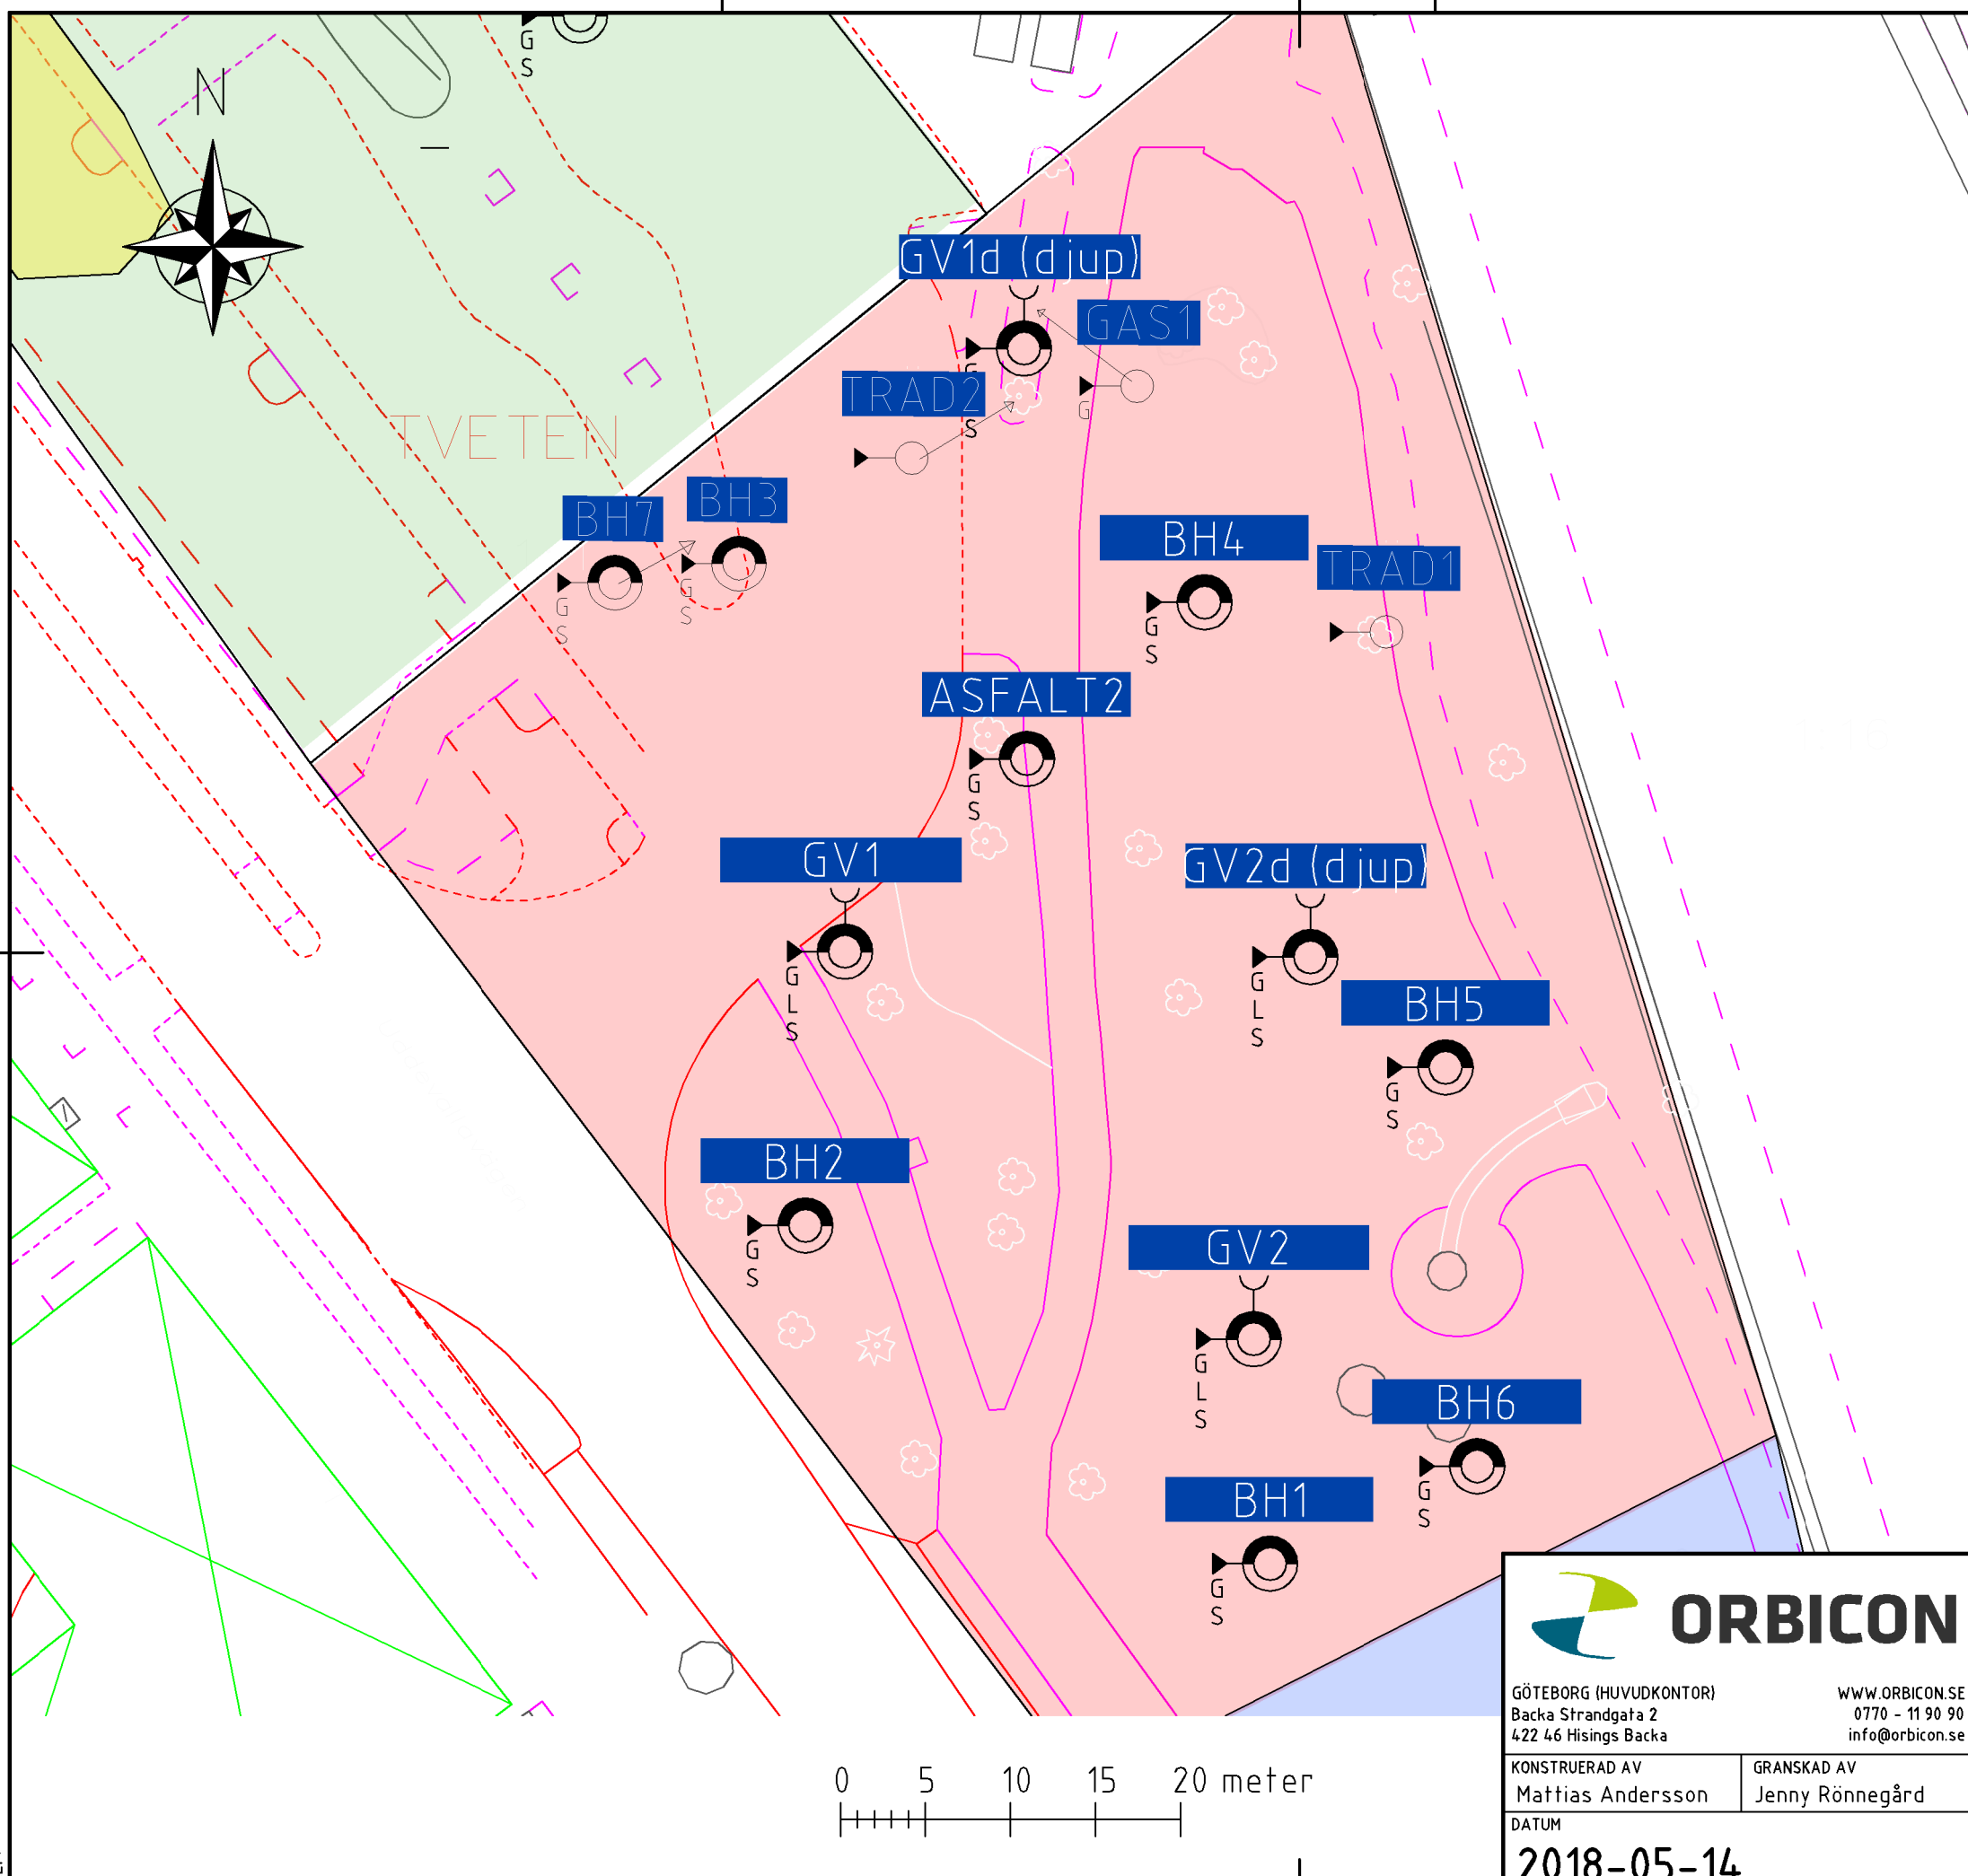 G
S
N
GV1d (djup)
GAS1
G
G
TRAD2
S
TVETEN
BH7
BH3
G
S
G
S
BH4
G
S
TRAD1
ASFALT2
G
S
GV1
G
L
S
GV2d (djup)
G
L
S
BH5
G
S
BH2
G
S
GV2
G
L
S
BH6
G
S
BH1
G
S
ORBICON
GÖTEBORG (HUVUDKONTOR)
Backa Strandgata 2
422 46 Hisings Backa
WWW.ORBICON.SE
0770 - 11 90 90
info@orbicon.se
KONSTRUERAD AV
Mattias Andersson
GRANSKAD AV
Jenny Rönnegård
DATUM
2018-05-14
0 5 10 15 20 meter